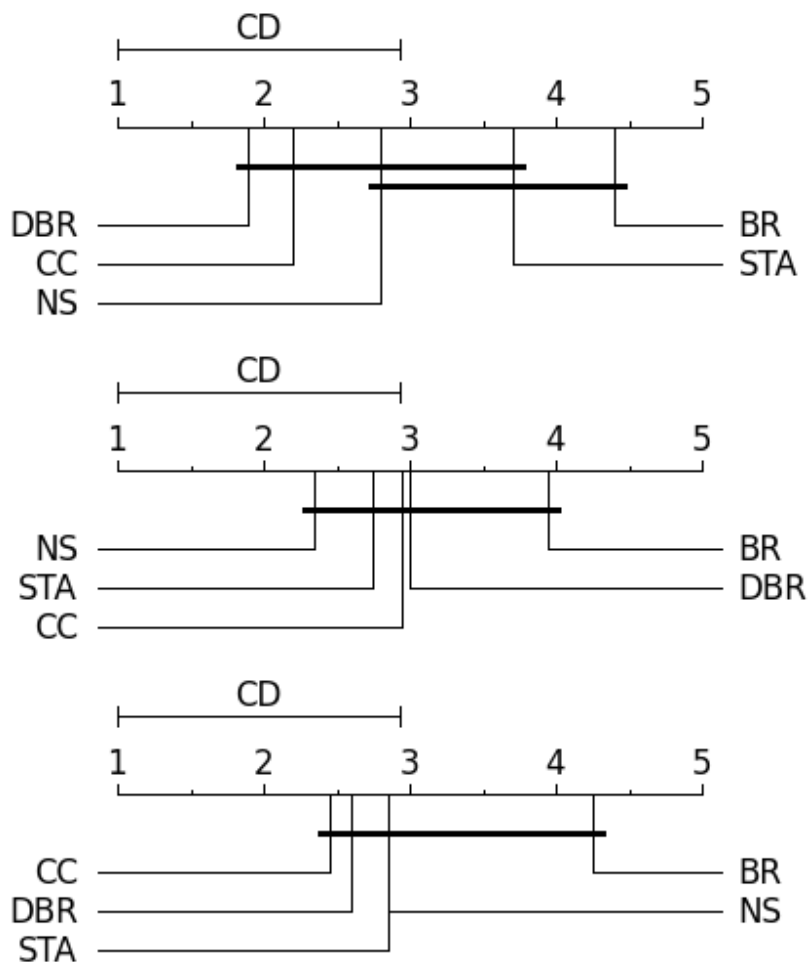 CD
1 2 3 4 5
DBR BR
CC STA
NS
CD
1 2 3 4 5
NS BR
STA DBR
CC
CD
1 2 3 4 5
CC BR
DBR NS
STA